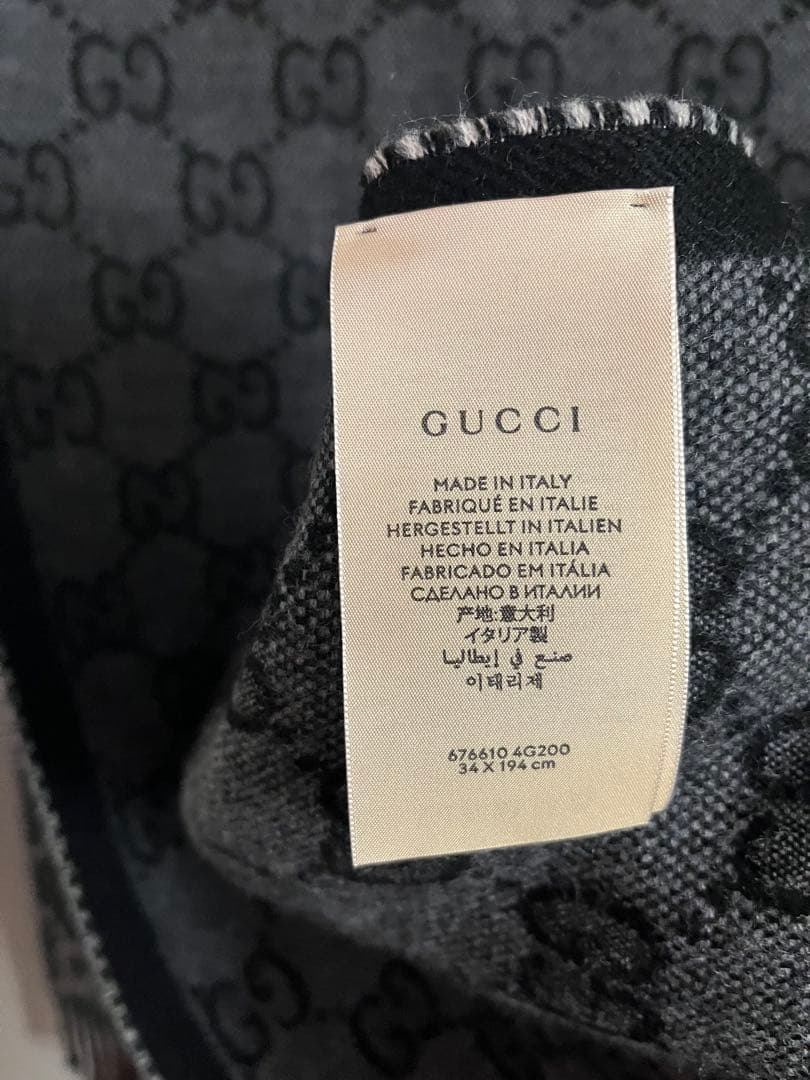 GUCCI
MADE IN ITALY
FABRIQUÉ EN ITALIE
HERGESTELLT IN ITALIEN
HECHO EN ITALIA
FABRICADO EM ITÁLIA
СДЕЛАНО В ИТАЛИИ
产地:意大利
イタリア製
صنع في إيطاليا
이태리제
676610 4G200
34 X 194 cm